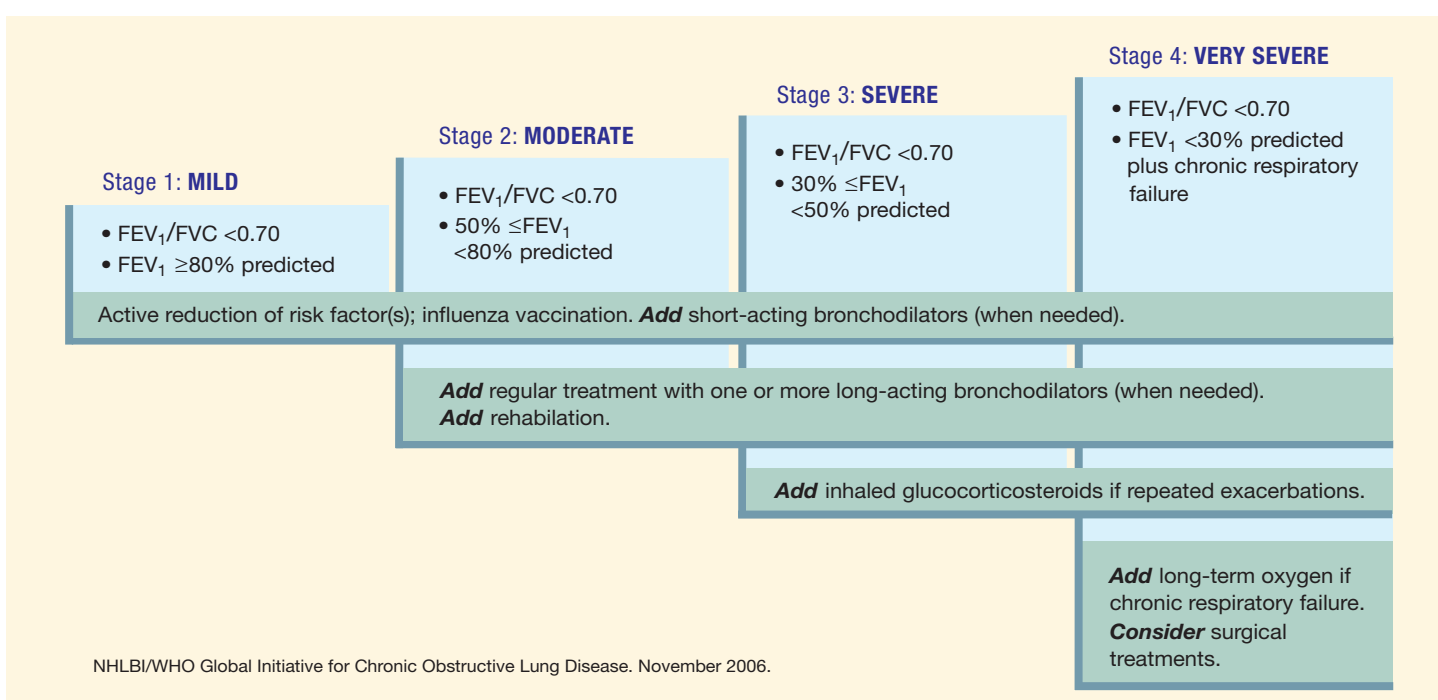 Stage 1: MILD
• FEV₁/FVC <0.70
• FEV₁ ≥80% predicted
Stage 2: MODERATE
• FEV₁/FVC <0.70
• 50% ≤FEV₁
<80% predicted
Stage 3: SEVERE
• FEV₁/FVC <0.70
• 30% ≤FEV₁
<50% predicted
Stage 4: VERY SEVERE
• FEV₁/FVC <0.70
• FEV₁ <30% predicted
plus chronic respiratory
failure
Active reduction of risk factor(s); influenza vaccination. Add short-acting bronchodilators (when needed).
Add regular treatment with one or more long-acting bronchodilators (when needed).
Add rehabilation.
Add inhaled glucocorticosteroids if repeated exacerbations.
Add long-term oxygen if
chronic respiratory failure.
Consider surgical
treatments.
NHLBI/WHO Global Initiative for Chronic Obstructive Lung Disease. November 2006.